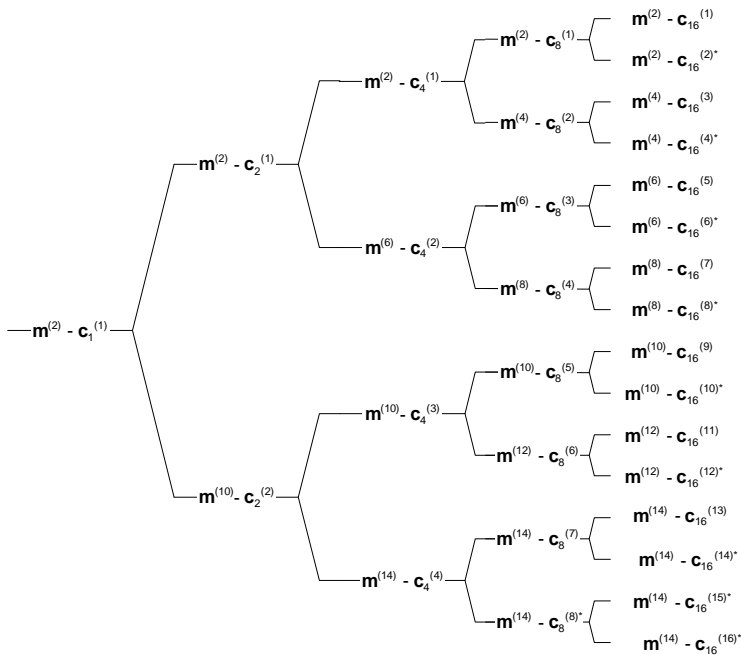 m⁽²⁾ - c₁₆⁽¹⁾
m⁽²⁾ - c₈⁽¹⁾
m⁽²⁾ - c₁₆⁽²⁾*
m⁽²⁾ - c₄⁽¹⁾
m⁽⁴⁾ - c₁₆⁽³⁾
m⁽⁴⁾ - c₈⁽²⁾
m⁽⁴⁾ - c₁₆⁽⁴⁾*
m⁽²⁾ - c₂⁽¹⁾
m⁽⁶⁾ - c₁₆⁽⁵⁾
m⁽⁶⁾ - c₈⁽³⁾
m⁽⁶⁾ - c₁₆⁽⁶⁾*
m⁽⁶⁾ - c₄⁽²⁾
m⁽⁸⁾ - c₁₆⁽⁷⁾
m⁽⁸⁾ - c₈⁽⁴⁾
m⁽⁸⁾ - c₁₆⁽⁸⁾*
m⁽²⁾ - c₁⁽¹⁾
m⁽¹⁰⁾ - c₁₆⁽⁹⁾
m⁽¹⁰⁾ - c₈⁽⁵⁾
m⁽¹⁰⁾ - c₁₆⁽¹⁰⁾*
m⁽¹⁰⁾ - c₄⁽³⁾
m⁽¹²⁾ - c₁₆⁽¹¹⁾
m⁽¹²⁾ - c₈⁽⁶⁾
m⁽¹²⁾ - c₁₆⁽¹²⁾*
m⁽¹⁰⁾ - c₂⁽²⁾
m⁽¹⁴⁾ - c₁₆⁽¹³⁾
m⁽¹⁴⁾ - c₈⁽⁷⁾
m⁽¹⁴⁾ - c₁₆⁽¹⁴⁾*
m⁽¹⁴⁾ - c₄⁽⁴⁾
m⁽¹⁴⁾ - c₁₆⁽¹⁵⁾*
m⁽¹⁴⁾ - c₈⁽⁸⁾*
m⁽¹⁴⁾ - c₁₆⁽¹⁶⁾*